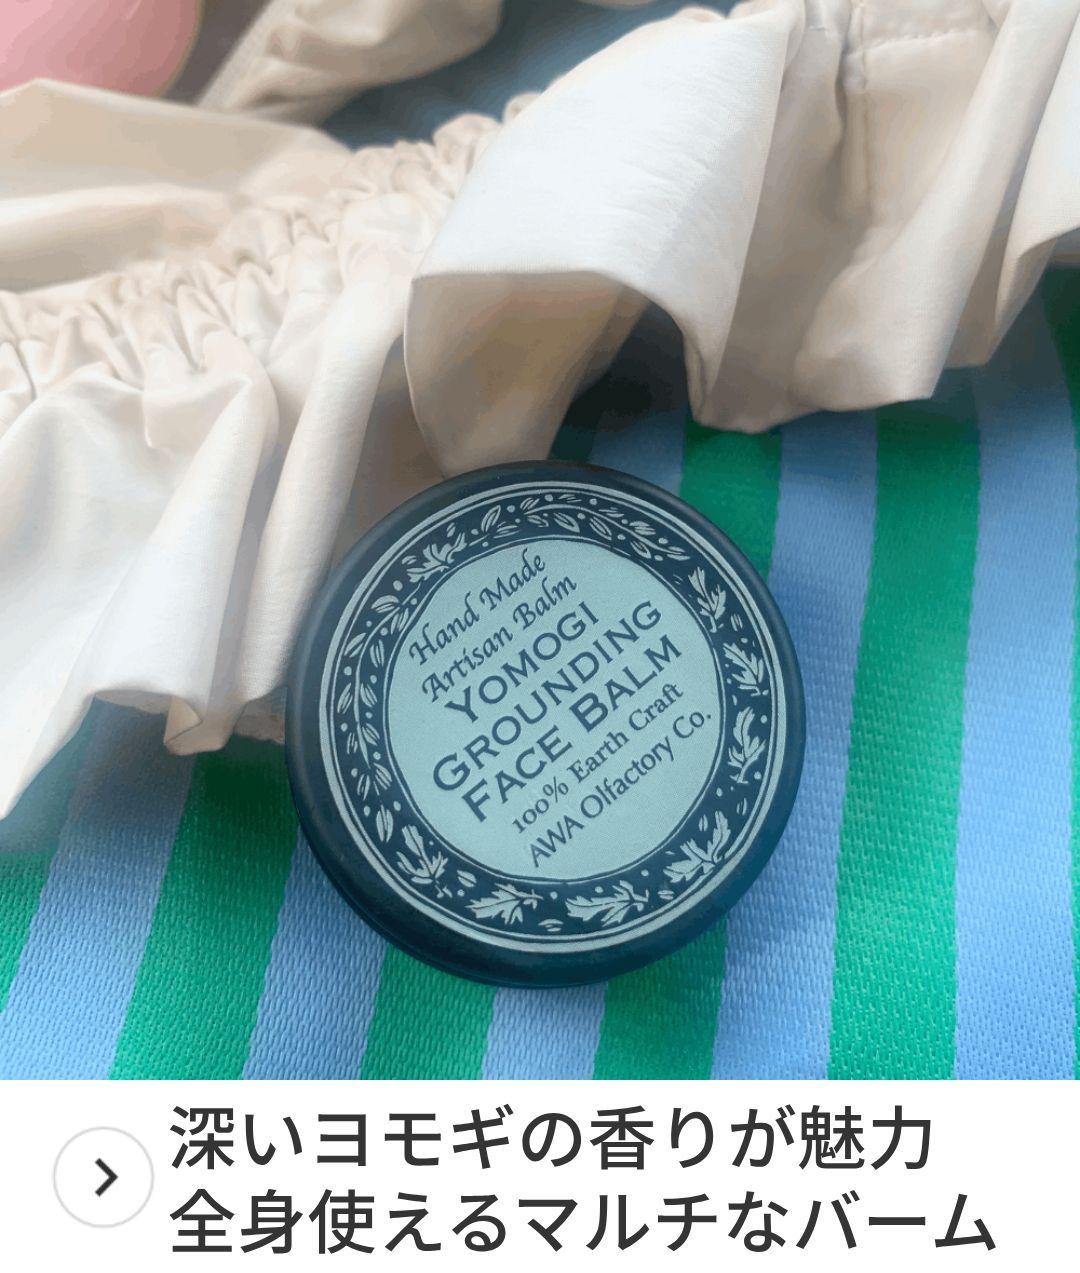 Hand Made
Artisan Balm
YOMOGI
GROUNDING
FACE BALM
100% Earth Craft
AWA Olfactory Co.
深いヨモギの香りが魅力
全身使えるマルチなバーム